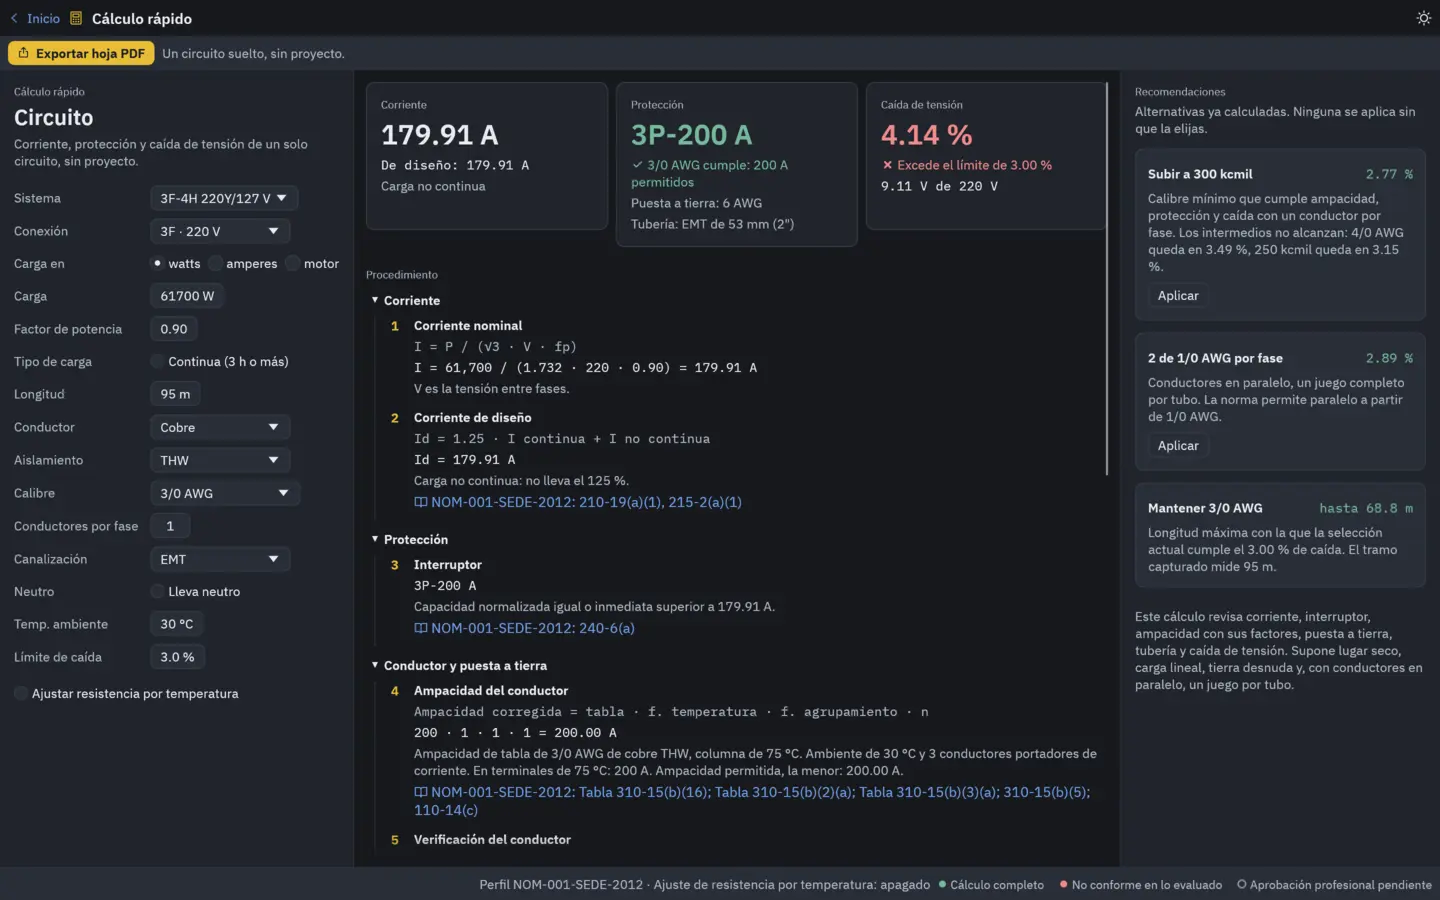 Inicio
Cálculo rápido
Exportar hoja PDF
Un circuito suelto, sin proyecto.
Cálculo rápido
Circuito
Corriente, protección y caída de tensión de un solo
circuito, sin proyecto.
Sistema
3F-4H 220Y/127 V
Conexión
3F · 220 V
Carga en
watts
amperes
motor
Carga
61700 W
Factor de potencia
0.90
Tipo de carga
Continua (3 h o más)
Longitud
95 m
Conductor
Cobre
Aislamiento
THW
Calibre
3/0 AWG
Conductores por fase
1
Canalización
EMT
Neutro
Lleva neutro
Temp. ambiente
30 °C
Límite de caída
3.0 %
Ajustar resistencia por temperatura
Corriente
179.91 A
De diseño: 179.91 A
Carga no continua
Protección
3P-200 A
✓ 3/0 AWG cumple: 200 A
permitidos
Puesta a tierra: 6 AWG
Tubería: EMT de 53 mm (2")
Caída de tensión
4.14 %
✕ Excede el límite de 3.00 %
9.11 V de 220 V
Procedimiento
▼ Corriente
1 Corriente nominal
I = P / (√3 · V · fp)
I = 61,700 / (1.732 · 220 · 0.90) = 179.91 A
V es la tensión entre fases.
2 Corriente de diseño
Id = 1.25 · I continua + I no continua
Id = 179.91 A
Carga no continua: no lleva el 125 %.
NOM-001-SEDE-2012: 210-19(a)(1), 215-2(a)(1)
▼ Protección
3 Interruptor
3P-200 A
Capacidad normalizada igual o inmediata superior a 179.91 A.
NOM-001-SEDE-2012: 240-6(a)
▼ Conductor y puesta a tierra
4 Ampacidad del conductor
Ampacidad corregida = tabla · f. temperatura · f. agrupamiento · n
200 · 1 · 1 · 1 = 200.00 A
Ampacidad de tabla de 3/0 AWG de cobre THW, columna de 75 °C. Ambiente de 30 °C y 3 conductores portadores de
corriente. En terminales de 75 °C: 200 A. Ampacidad permitida, la menor: 200.00 A.
NOM-001-SEDE-2012: Tabla 310-15(b)(16); Tabla 310-15(b)(2)(a); Tabla 310-15(b)(3)(a); 310-15(b)(5);
110-14(c)
5 Verificación del conductor
Recomendaciones
Alternativas ya calculadas. Ninguna se aplica sin
que la elijas.
Subir a 300 kcmil
2.77 %
Calibre mínimo que cumple ampacidad,
protección y caída con un conductor por
fase. Los intermedios no alcanzan: 4/0 AWG
queda en 3.49 %, 250 kcmil queda en 3.15
%.
Aplicar
2 de 1/0 AWG por fase
2.89 %
Conductores en paralelo, un juego completo
por tubo. La norma permite paralelo a partir
de 1/0 AWG.
Aplicar
Mantener 3/0 AWG
hasta 68.8 m
Longitud máxima con la que la selección
actual cumple el 3.00 % de caída. El tramo
capturado mide 95 m.
Este cálculo revisa corriente, interruptor,
ampacidad con sus factores, puesta a tierra,
tubería y caída de tensión. Supone lugar seco,
carga lineal, tierra desnuda y, con conductores en
paralelo, un juego por tubo.
Perfil NOM-001-SEDE-2012 · Ajuste de resistencia por temperatura: apagado
Cálculo completo
No conforme en lo evaluado
Aprobación profesional pendiente